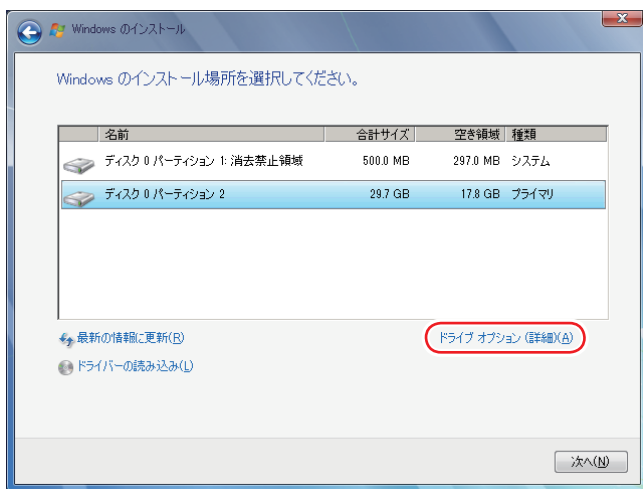 Windows のインストール
Windows のインストール場所を選択してください。
名前 合計サイズ 空き領域 種類
ディスク 0 パーティション 1: 消去禁止領域 500.0 MB 297.0 MB システム
ディスク 0 パーティション 2 29.7 GB 17.8 GB プライマリ
最新の情報に更新(R) ドライブ オプション (詳細)(A)
ドライバーの読み込み(L)
次へ(N)